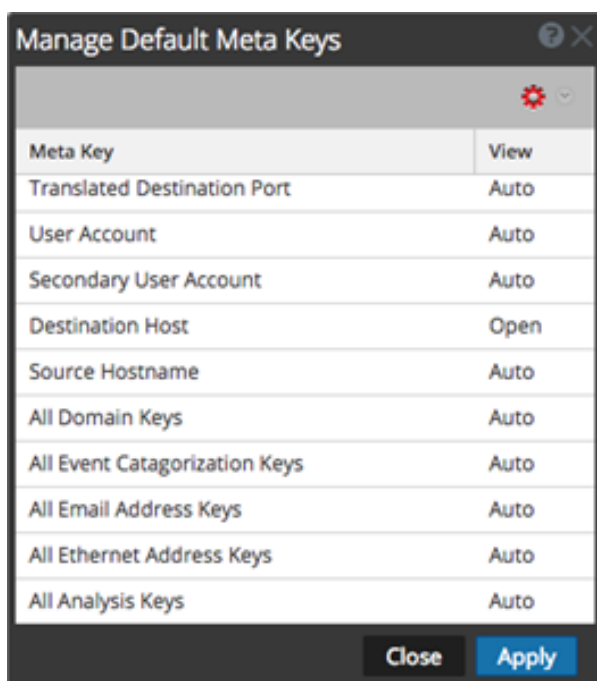 Manage Default Meta Keys
Meta Key View
Translated Destination Port Auto
User Account Auto
Secondary User Account Auto
Destination Host Open
Source Hostname Auto
All Domain Keys Auto
All Event Catagorization Keys Auto
All Email Address Keys Auto
All Ethernet Address Keys Auto
All Analysis Keys Auto
Close Apply